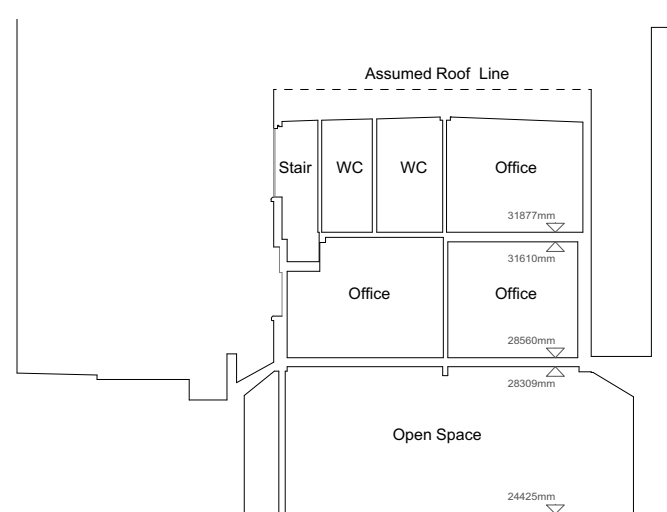 Assumed Roof Line
Stair
WC
WC
Office
31877mm
31610mm
Office
Office
28560mm
28309mm
Open Space
24425mm